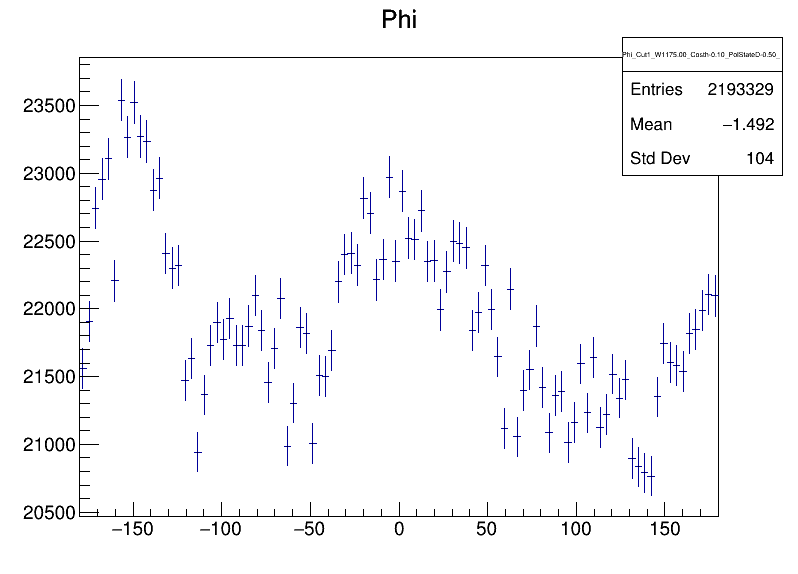 Phi
Phi_Cut1_W1175.00_Costh-0.10_PolStateD-0.50_
Entries 2193329
Mean −1.492
Std Dev 104
23500
23000
22500
22000
21500
21000
20500
−150 −100 −50 0 50 100 150